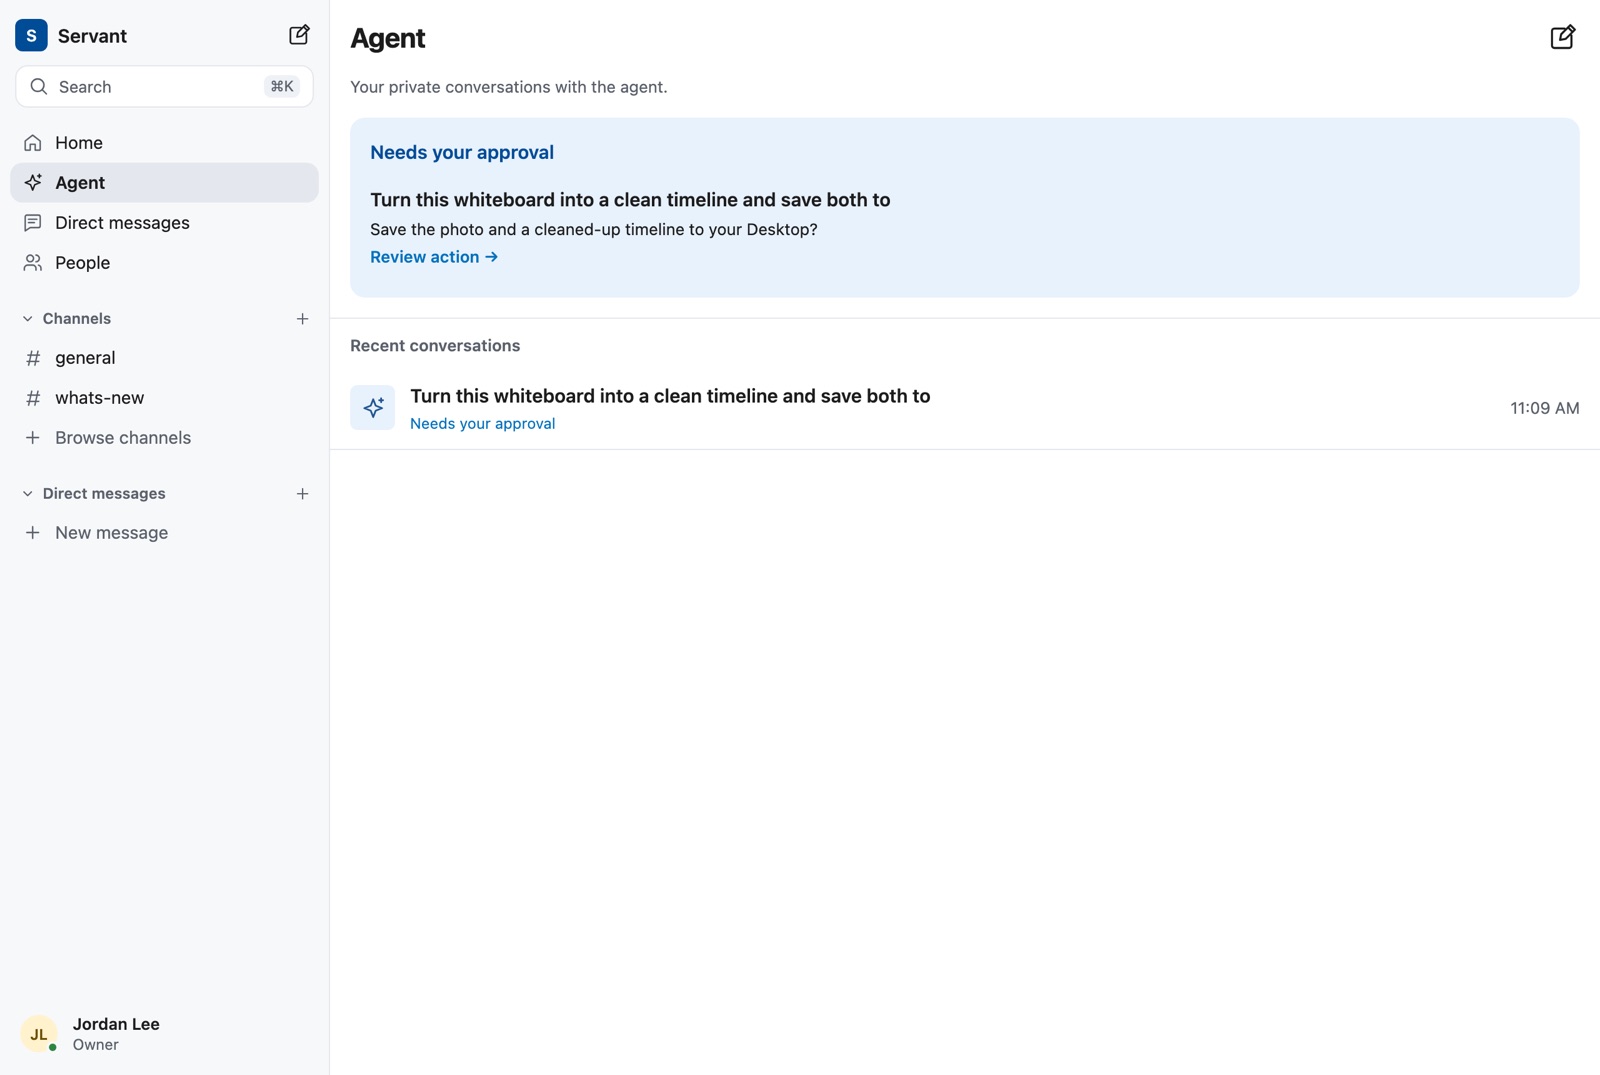 S Servant
Search ⌘K
Home
Agent
Direct messages
People
Channels
# general
# whats-new
Browse channels
Direct messages
New message
JL
Jordan Lee
Owner
Agent
Your private conversations with the agent.
Needs your approval
Turn this whiteboard into a clean timeline and save both to
Save the photo and a cleaned-up timeline to your Desktop?
Review action →
Recent conversations
Turn this whiteboard into a clean timeline and save both to
Needs your approval
11:09 AM